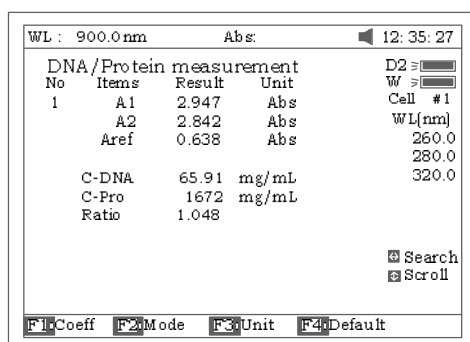 WL : 900.0nm Abs: 12: 35: 27
DNA/Protein measurement
No Items Result Unit
1 A1 2.947 Abs
A2 2.842 Abs
Aref 0.638 Abs
C-DNA 65.91 mg/mL
C-Pro 1672 mg/mL
Ratio 1.048
D2
W
Cell #1
WL(nm)
260.0
280.0
320.0
Search
Scroll
F1:Coeff F2:Mode F3:Unit F4:Default